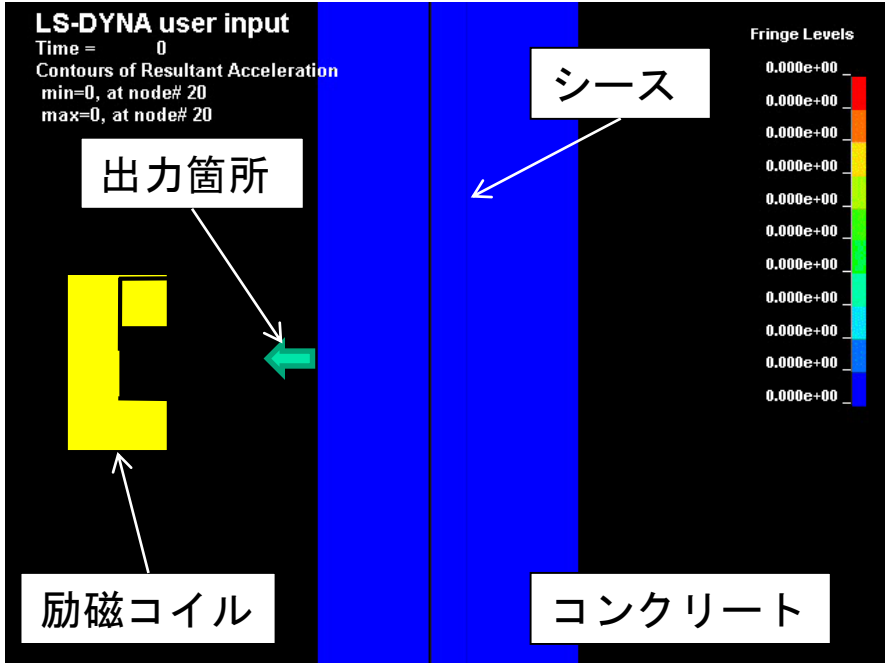 LS-DYNA user input
Time = 0
Contours of Resultant Acceleration
min=0, at node# 20
max=0, at node# 20
シース
出力箇所
励磁コイル
コンクリート
Fringe Levels
0.000e+00
0.000e+00
0.000e+00
0.000e+00
0.000e+00
0.000e+00
0.000e+00
0.000e+00
0.000e+00
0.000e+00
0.000e+00